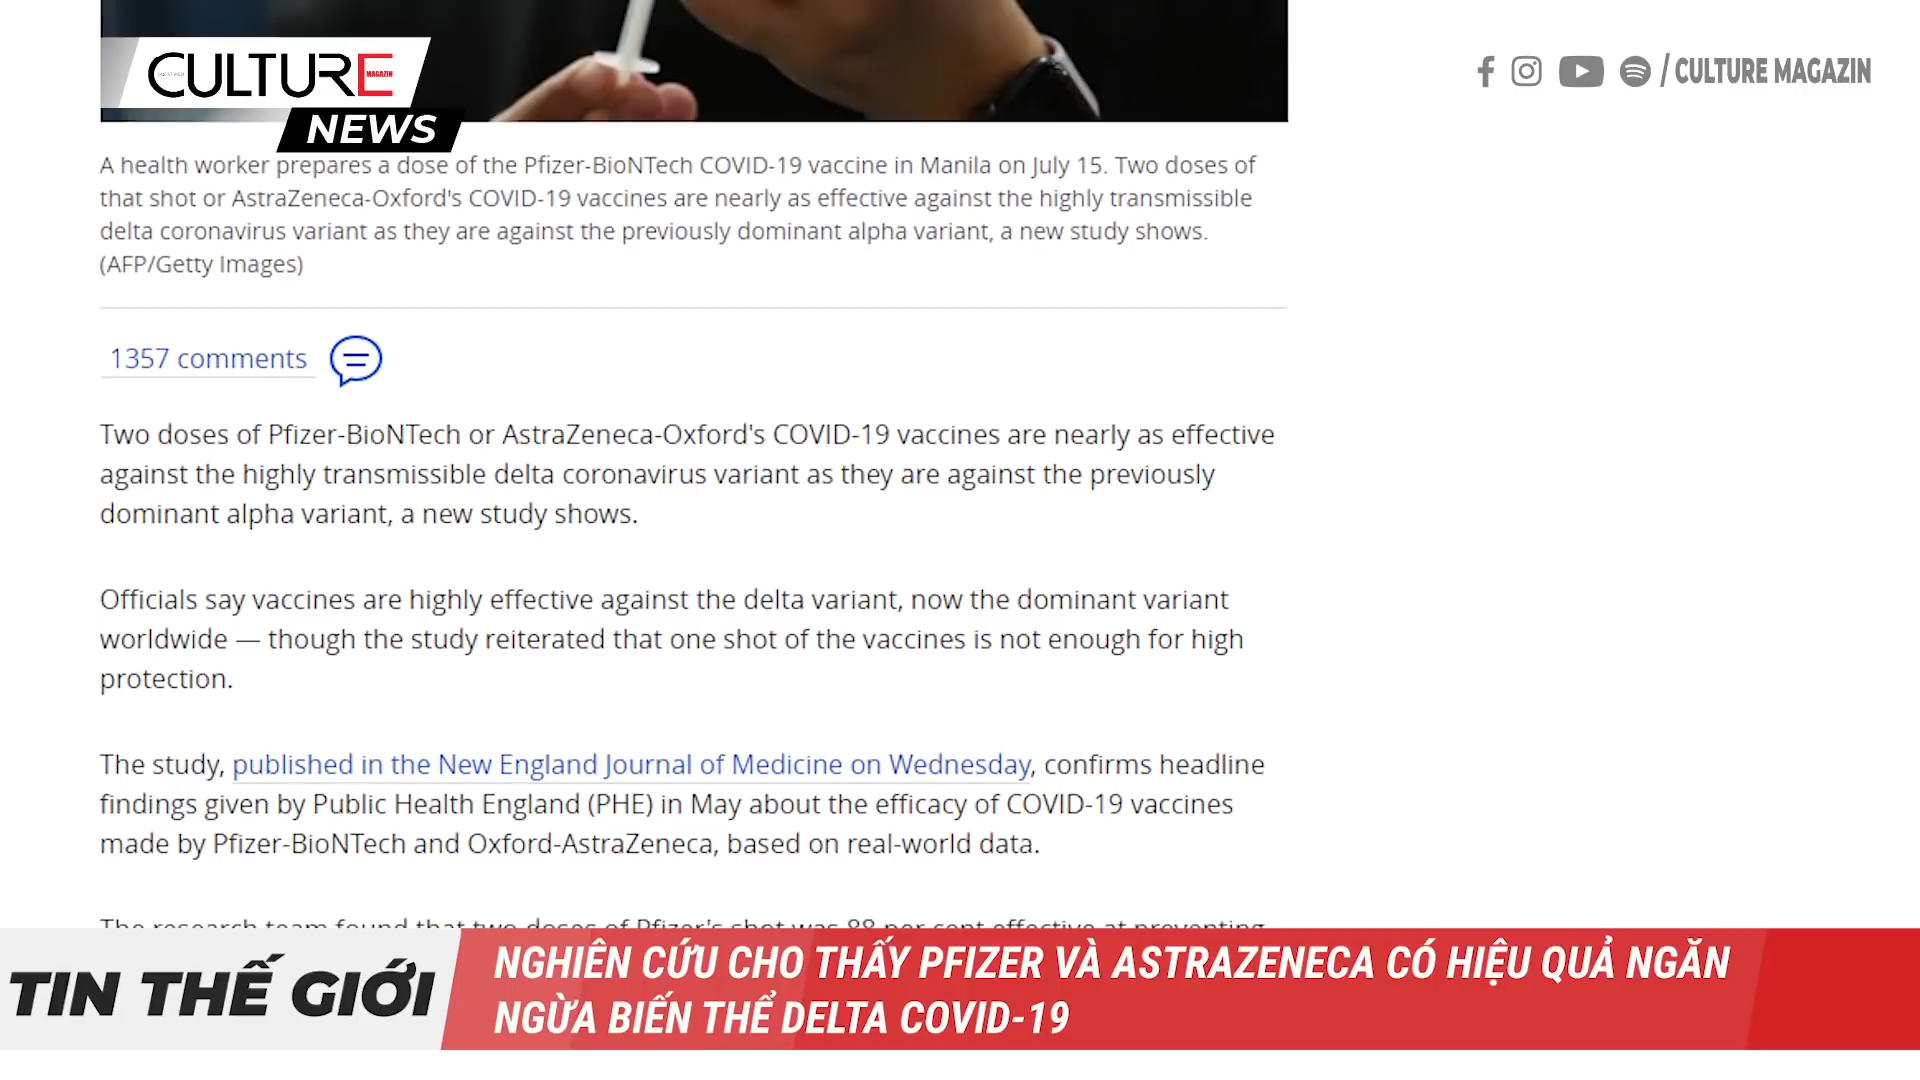 CULTURE
MAGAZIN
NEWS
/ CULTURE MAGAZIN
A health worker prepares a dose of the Pfizer-BioNTech COVID-19 vaccine in Manila on July 15. Two doses of
that shot or AstraZeneca-Oxford's COVID-19 vaccines are nearly as effective against the highly transmissible
delta coronavirus variant as they are against the previously dominant alpha variant, a new study shows.
(AFP/Getty Images)
1357 comments
Two doses of Pfizer-BioNTech or AstraZeneca-Oxford's COVID-19 vaccines are nearly as effective
against the highly transmissible delta coronavirus variant as they are against the previously
dominant alpha variant, a new study shows.
Officials say vaccines are highly effective against the delta variant, now the dominant variant
worldwide — though the study reiterated that one shot of the vaccines is not enough for high
protection.
The study, published in the New England Journal of Medicine on Wednesday, confirms headline
findings given by Public Health England (PHE) in May about the efficacy of COVID-19 vaccines
made by Pfizer-BioNTech and Oxford-AstraZeneca, based on real-world data.
The research team found that two doses of Pfizer's shot was 88 per cent effective at preventing
TIN THẾ GIỚI
NGHIÊN CỨU CHO THẤY PFIZER VÀ ASTRAZENECA CÓ HIỆU QUẢ NGĂN
NGỪA BIẾN THỂ DELTA COVID-19